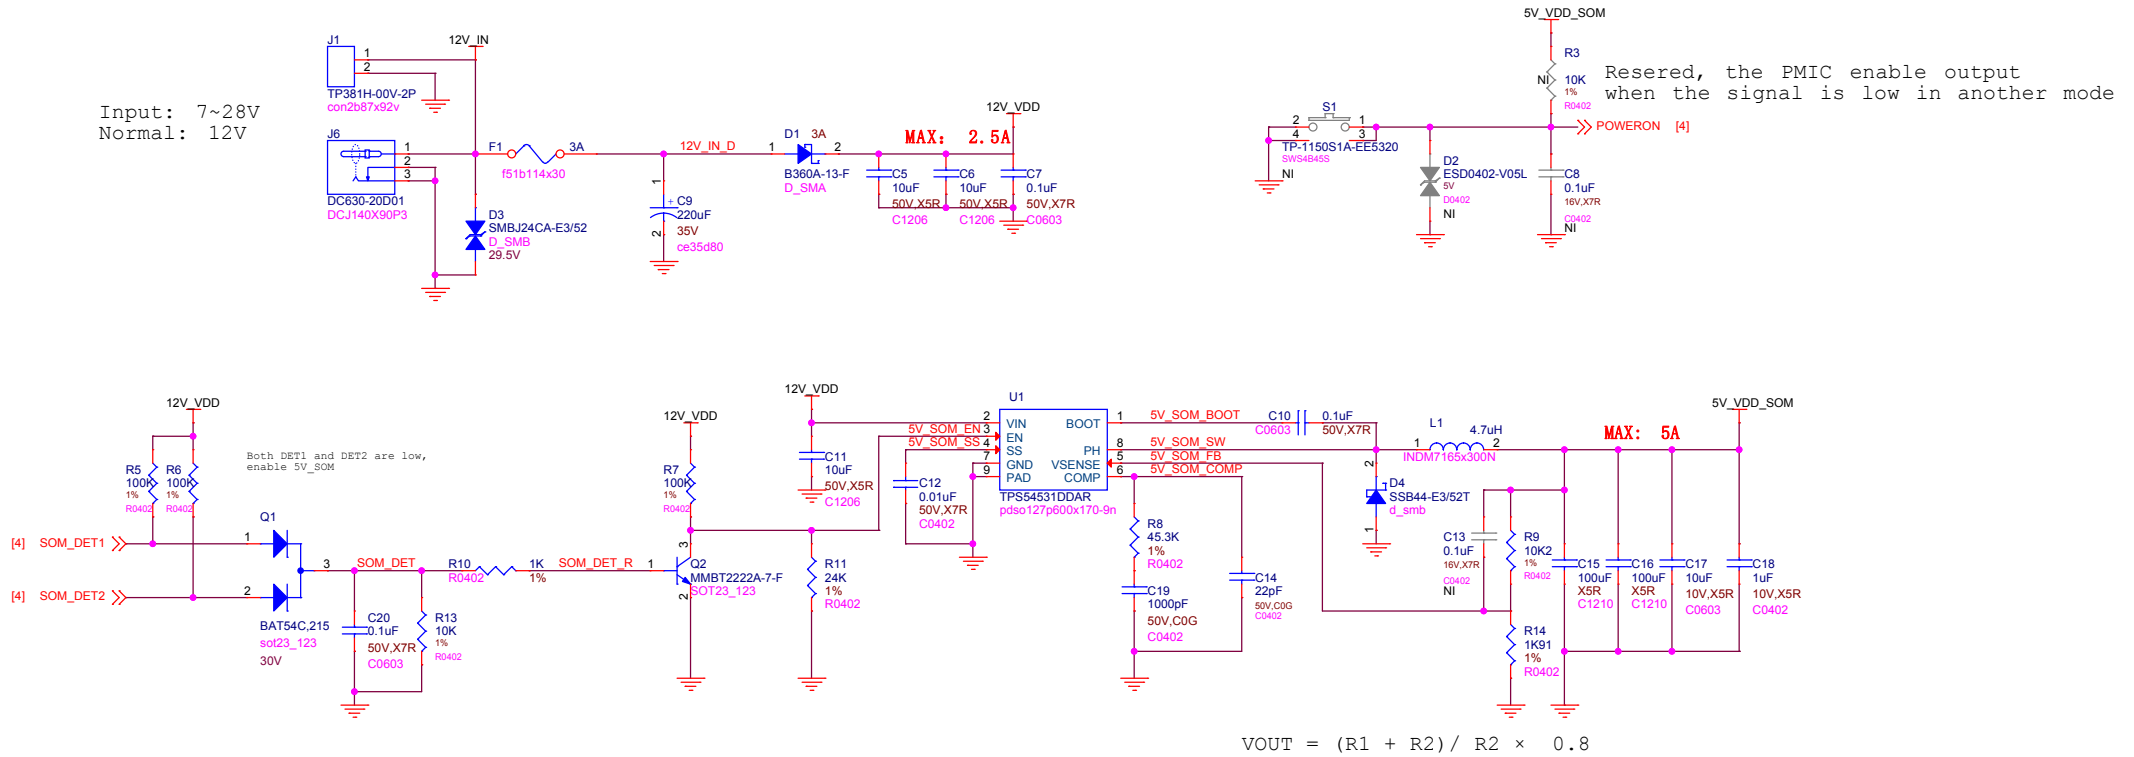 Input: 7~28V
Normal: 12V
J1
1
2
TP381H-00V-2P
con2b87x92v
12V_IN
J6
1
2
3
DC630-20D01
DCJ140X90P3
F1
3A
f51b114x30
D3
SMBJ24CA-E3/52
D_SMB
29.5V
12V_IN_D
1
2
+
C9
220uF
35V
ce35d80
D1
3A
1
2
B360A-13-F
D_SMA
MAX: 2.5A
12V_VDD
C5
10uF
50V,X5R
C1206
C6
10uF
50V,X5R
C1206
C7
0.1uF
50V,X7R
C0603
5V_VDD_SOM
R3
NI
10K
1%
R0402
Resered, the PMIC enable output
when the signal is low in another mode
S1
2
4
1
3
TP-1150S1A-EE5320
SWS4B45S
NI
POWERON [4]
D2
ESD0402-V05L
5V
D0402
NI
C8
0.1uF
16V,X7R
C0402
NI
12V_VDD
R5
100K
1%
R0402
R6
100K
1%
R0402
Both DET1 and DET2 are low,
enable 5V_SOM
[4] SOM_DET1
[4] SOM_DET2
Q1
1
2
3
BAT54C,215
sot23_123
30V
SOM_DET
C20
0.1uF
50V,X7R
C0603
R13
10K
1%
R0402
R10
R0402
1K
1%
SOM_DET_R
12V_VDD
R7
100K
1%
R0402
1
3
2
Q2
MMBT2222A-7-F
SOT23_123
R11
24K
1%
R0402
12V_VDD
C11
10uF
50V,X5R
C1206
5V_SOM_EN
5V_SOM_SS
C12
0.01uF
50V,X7R
C0402
U1
2
3
4
7
9
VIN
EN
SS
GND
PAD
BOOT
PH
VSENSE
COMP
1
8
5
6
TPS54531DDAR
pdso127p600x170-9n
5V_SOM_BOOT
5V_SOM_SW
5V_SOM_FB
5V_SOM_COMP
C10
C0603
0.1uF
50V,X7R
R8
45.3K
1%
R0402
C19
1000pF
50V,C0G
C0402
C14
22pF
50V,C0G
C0402
2
1
D4
SSB44-E3/52T
d_smb
L1
4.7uH
1
2
INDM7165x300N
MAX: 5A
5V_VDD_SOM
C13
0.1uF
16V,X7R
C0402
NI
R9
10K2
1%
R0402
R14
1K91
1%
R0402
C15
100uF
X5R
C1210
C16
100uF
X5R
C1210
C17
10uF
10V,X5R
C0603
C18
1uF
10V,X5R
C0402
VOUT = (R1 + R2)/ R2 × 0.8